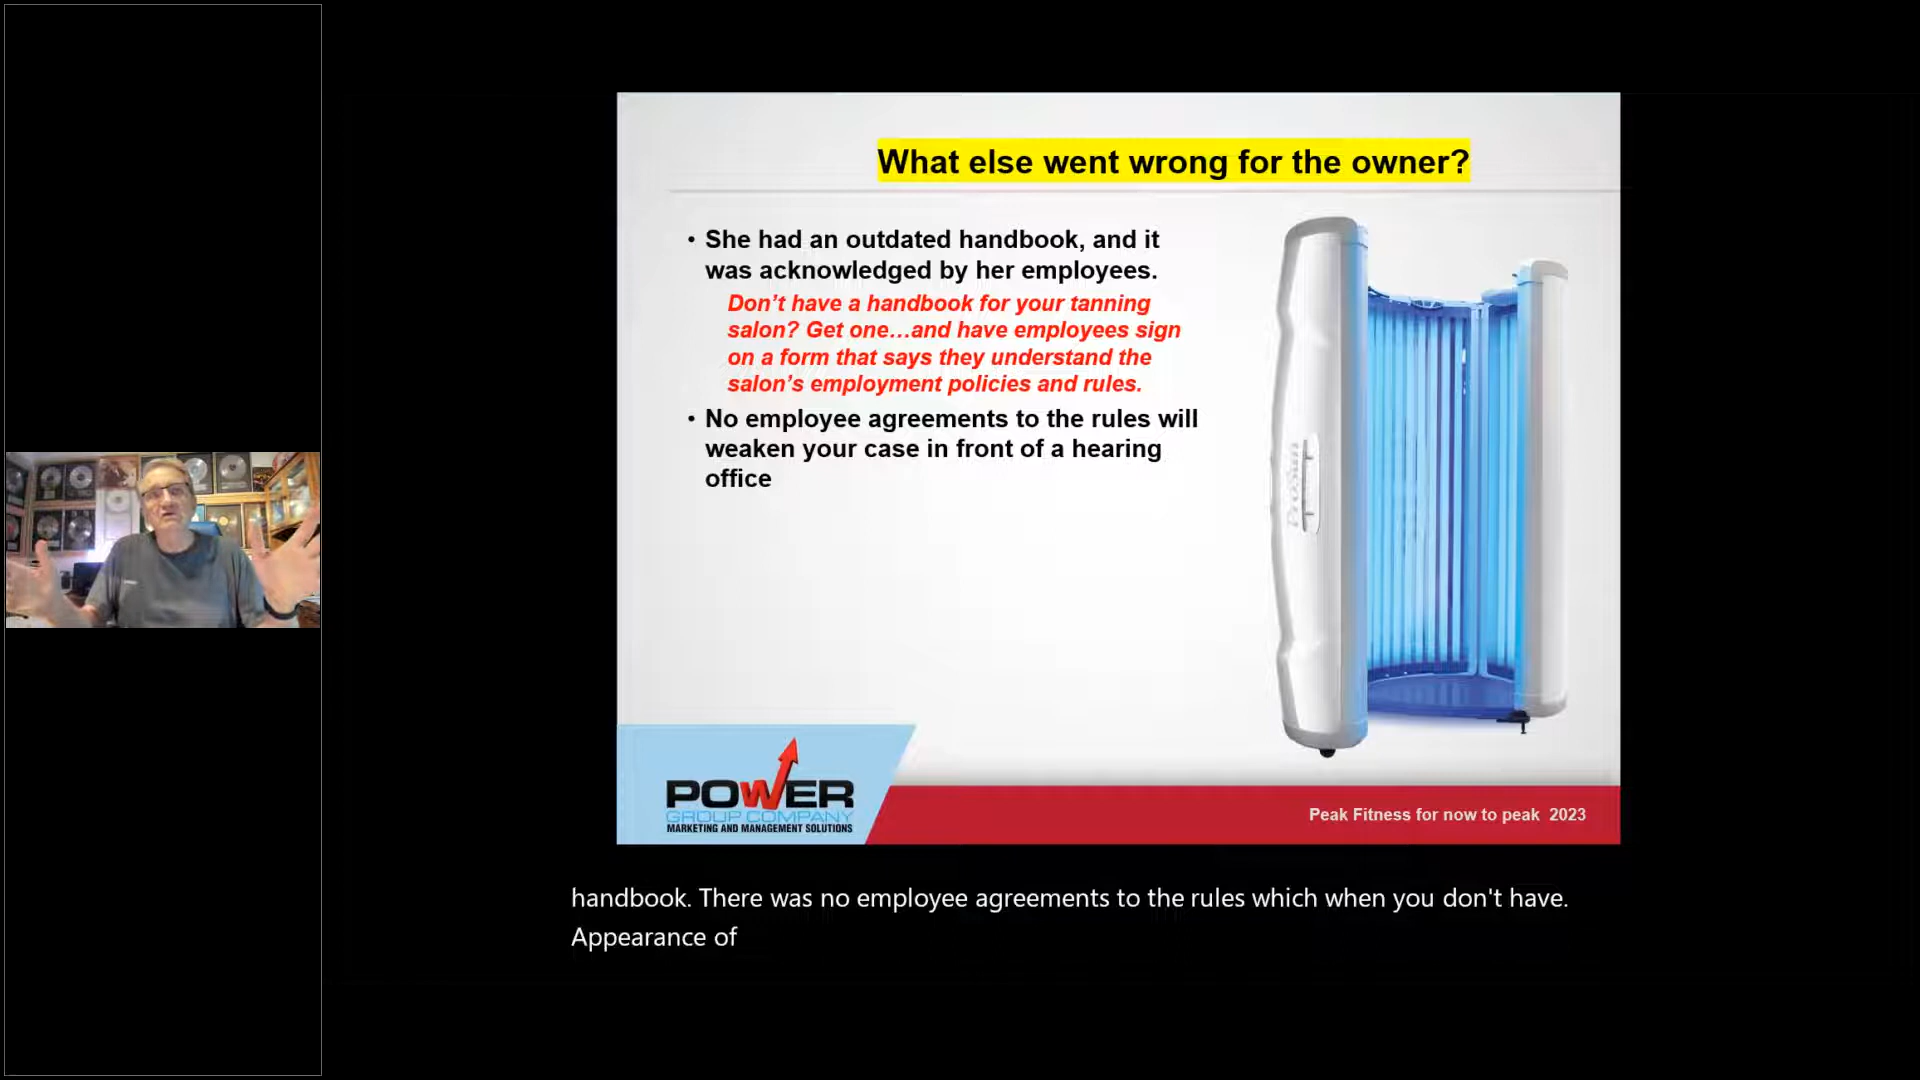 What else went wrong for the owner?
• She had an outdated handbook, and it
was acknowledged by her employees.
Don’t have a handbook for your tanning
salon? Get one…and have employees sign
on a form that says they understand the
salon’s employment policies and rules.
• No employee agreements to the rules will
weaken your case in front of a hearing
office
ProSun
POWER
GROUP COMPANY
MARKETING AND MANAGEMENT SOLUTIONS
Peak Fitness for now to peak 2023
handbook. There was no employee agreements to the rules which when you don't have.
Appearance of